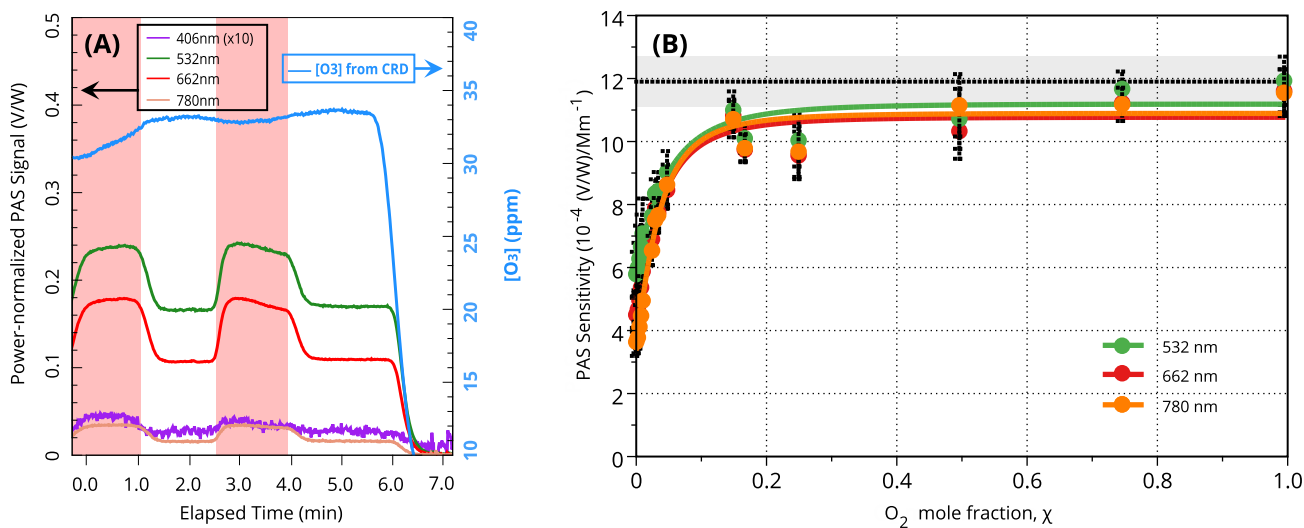 (A)
406nm (x10)
532nm
662nm
780nm
[O3] from CRD
Power-normalized PAS Signal (V/W)
0.5
0.4
0.3
0.2
0.1
0
40
35
30
25
20
15
10
[O3] (ppm)
0.0 1.0 2.0 3.0 4.0 5.0 6.0 7.0
Elapsed Time (min)
(B)
PAS Sensitivity (10⁻⁴ (V/W)/Mm⁻¹)
14
12
10
8
6
4
2
0
532 nm
662 nm
780 nm
0 0.2 0.4 0.6 0.8 1.0
O₂ mole fraction, χ